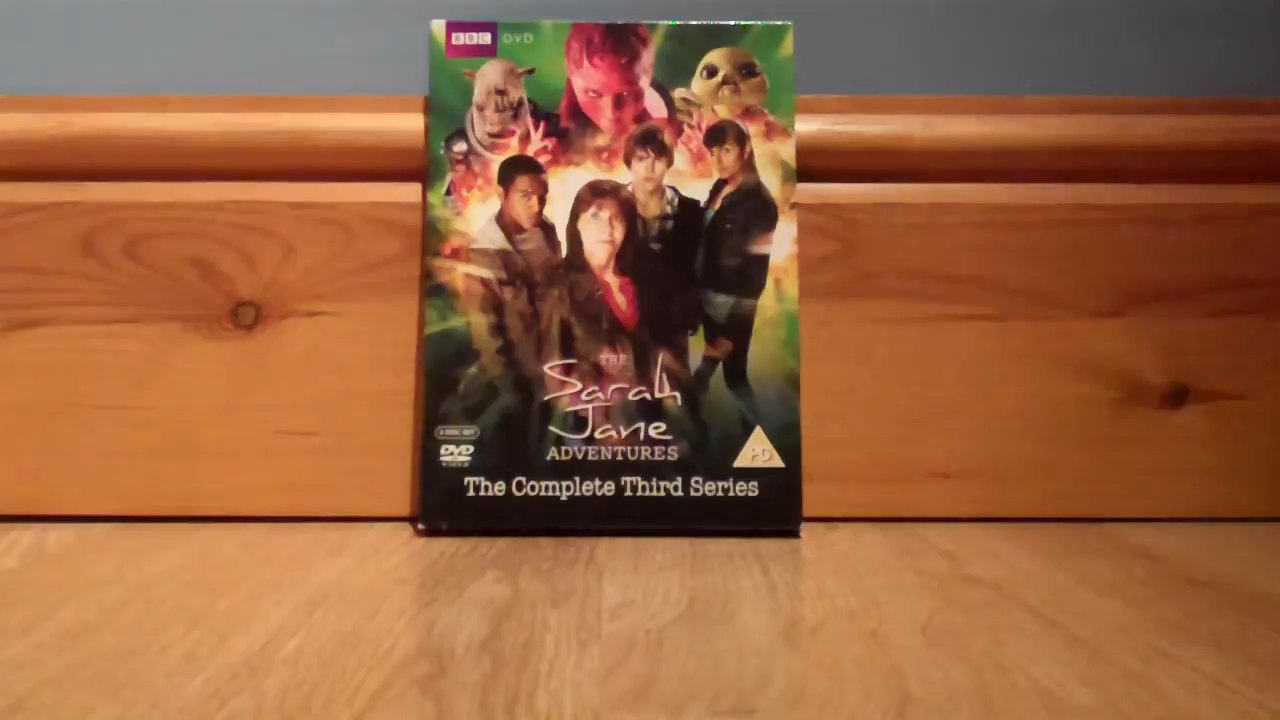 BBC DVD
THE
Sarah
Jane
ADVENTURES
DVD
PG
The Complete Third Series